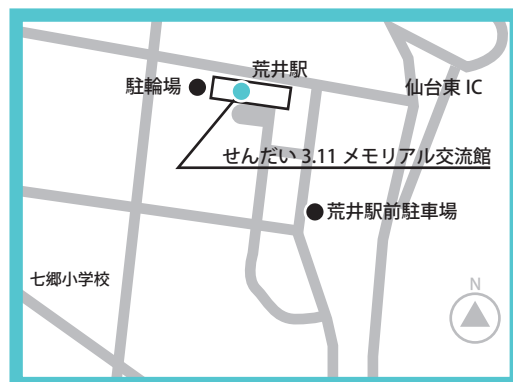 荒井駅
駐輪場
仙台東 IC
せんだい 3.11 メモリアル交流館
荒井駅前駐車場
七郷小学校
N